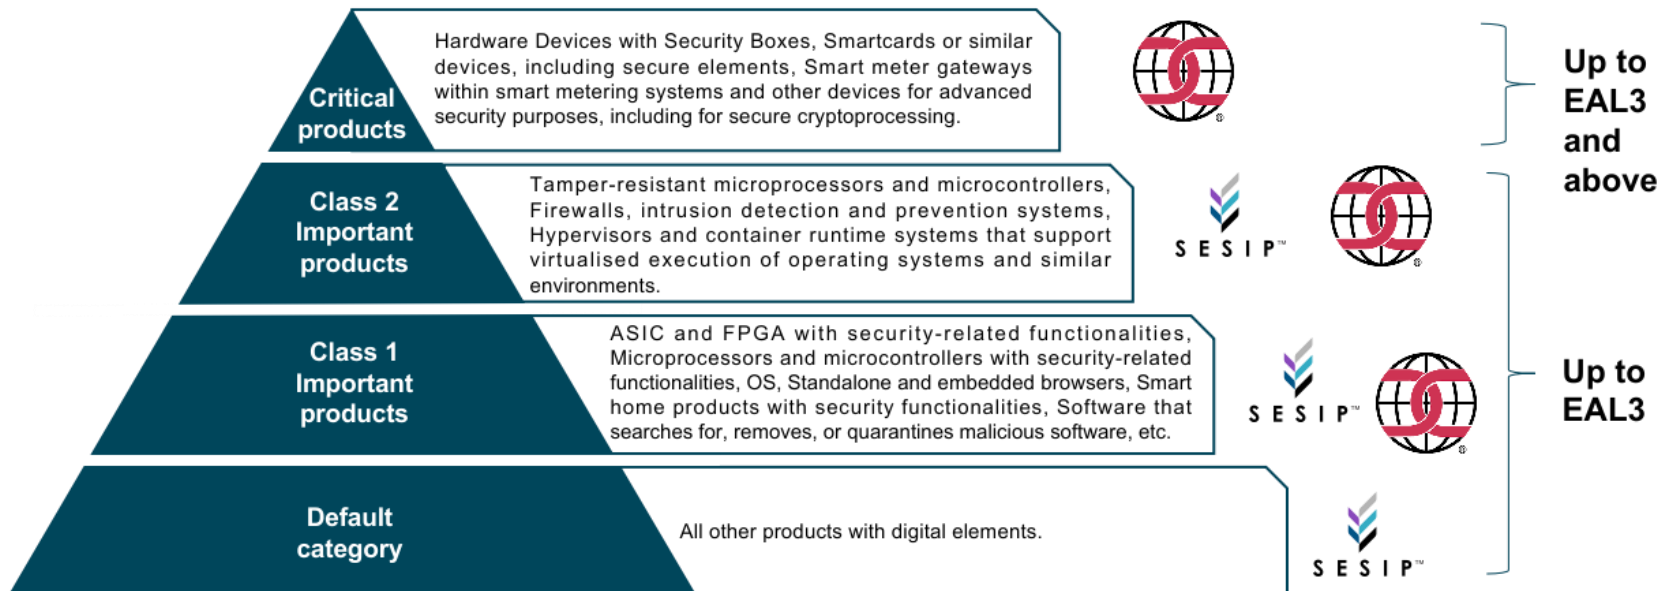 Critical
products
Hardware Devices with Security Boxes, Smartcards or similar
devices, including secure elements, Smart meter gateways
within smart metering systems and other devices for advanced
security purposes, including for secure cryptoprocessing.
®
Up to
EAL3
and
above
Class 2
Important
products
Tamper-resistant microprocessors and microcontrollers,
Firewalls, intrusion detection and prevention systems,
Hypervisors and container runtime systems that support
virtualised execution of operating systems and similar
environments.
SESIP™
®
Class 1
Important
products
ASIC and FPGA with security-related functionalities,
Microprocessors and microcontrollers with security-related
functionalities, OS, Standalone and embedded browsers, Smart
home products with security functionalities, Software that
searches for, removes, or quarantines malicious software, etc.
SESIP™
®
Up to
EAL3
Default
category
All other products with digital elements.
SESIP™